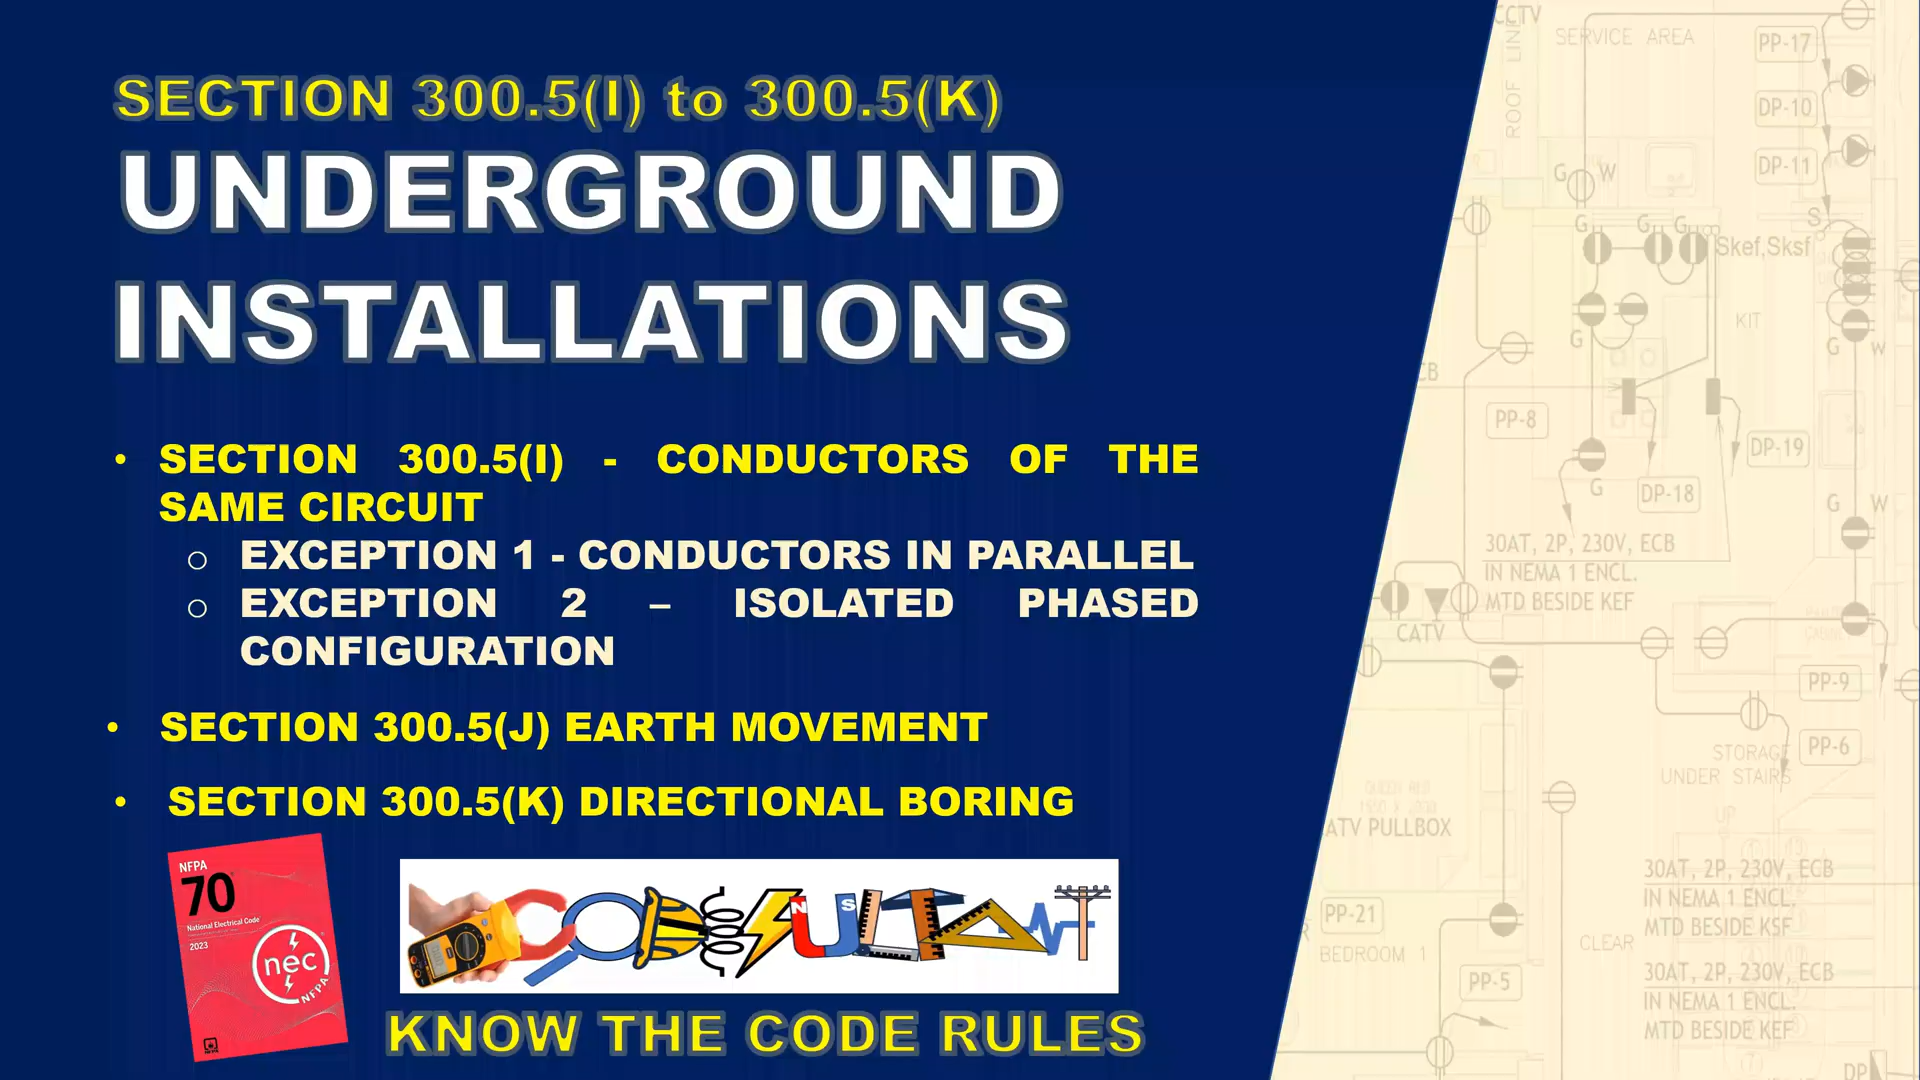 SECTION 300.5(I) to 300.5(K)
UNDERGROUND
INSTALLATIONS
• SECTION 300.5(I) - CONDUCTORS OF THE
SAME CIRCUIT
o EXCEPTION 1 - CONDUCTORS IN PARALLEL
o EXCEPTION 2 – ISOLATED PHASED
CONFIGURATION
• SECTION 300.5(J) EARTH MOVEMENT
• SECTION 300.5(K) DIRECTIONAL BORING
NFPA
70
National Electrical Code
2023
nec
NFPA
N S
KNOW THE CODE RULES
CCTV
SERVICE AREA
ROOF LINE
PP-17
DP-10
DP-11
G W
G G G
S
Skef,Sksf
KIT
G
G W
CB
PP-8
DP-19
G
DP-18
G W
30AT, 2P, 230V, ECB
IN NEMA 1 ENCL.
MTD BESIDE KEF
CATV
PP-9
STORAGE
UNDER STAIRS
PP-6
UP
ATV PULLBOX
30AT, 2P, 230V, ECB
IN NEMA 1 ENCL.
MTD BESIDE KSF
PP-21
CLEAR
BEDROOM 1
PP-5
30AT, 2P, 230V, ECB
IN NEMA 1 ENCL.
MTD BESIDE KEF
DP